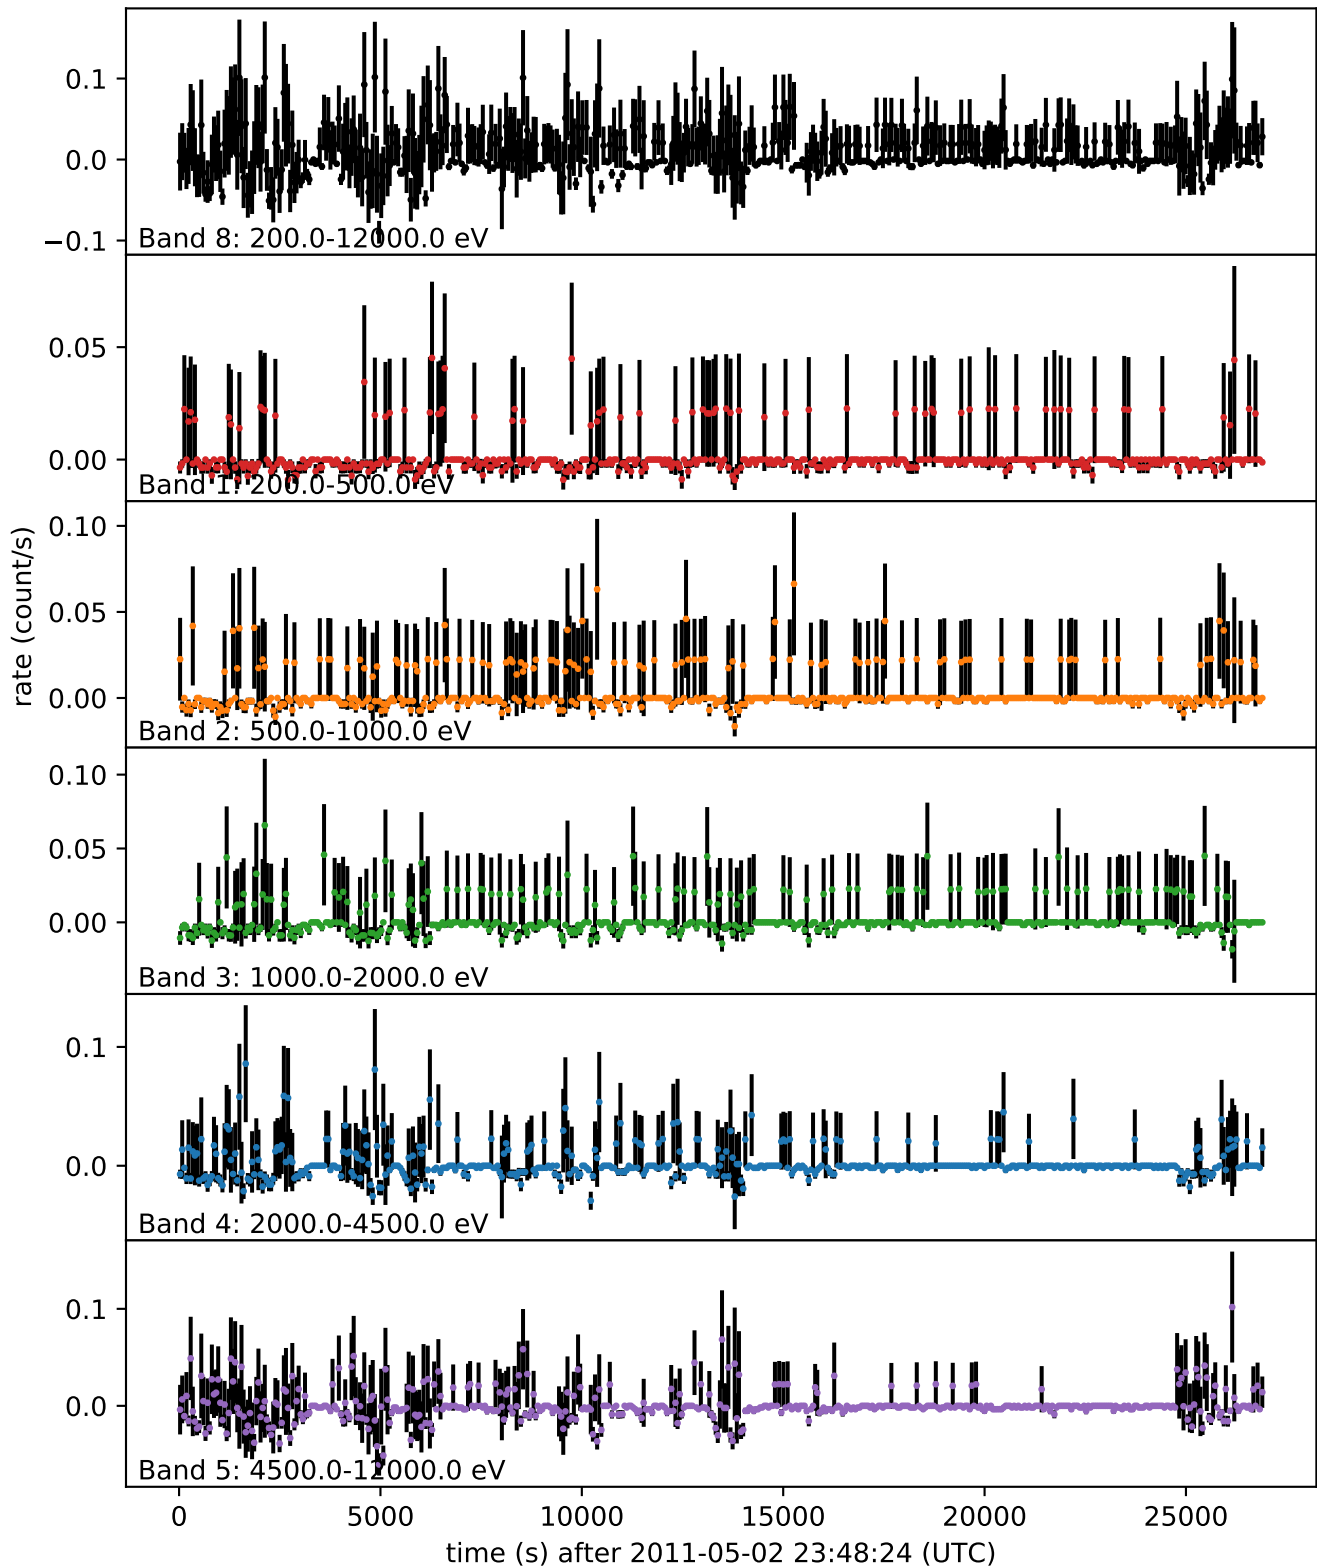 0.1
0.0
−0.1
Band 8: 200.0-12000.0 eV
0.05
0.00
Band 1: 200.0-500.0 eV
0.10
0.05
0.00
Band 2: 500.0-1000.0 eV
rate (count/s)
0.10
0.05
0.00
Band 3: 1000.0-2000.0 eV
0.1
0.0
Band 4: 2000.0-4500.0 eV
0.1
0.0
Band 5: 4500.0-12000.0 eV
0 5000 10000 15000 20000 25000
time (s) after 2011-05-02 23:48:24 (UTC)